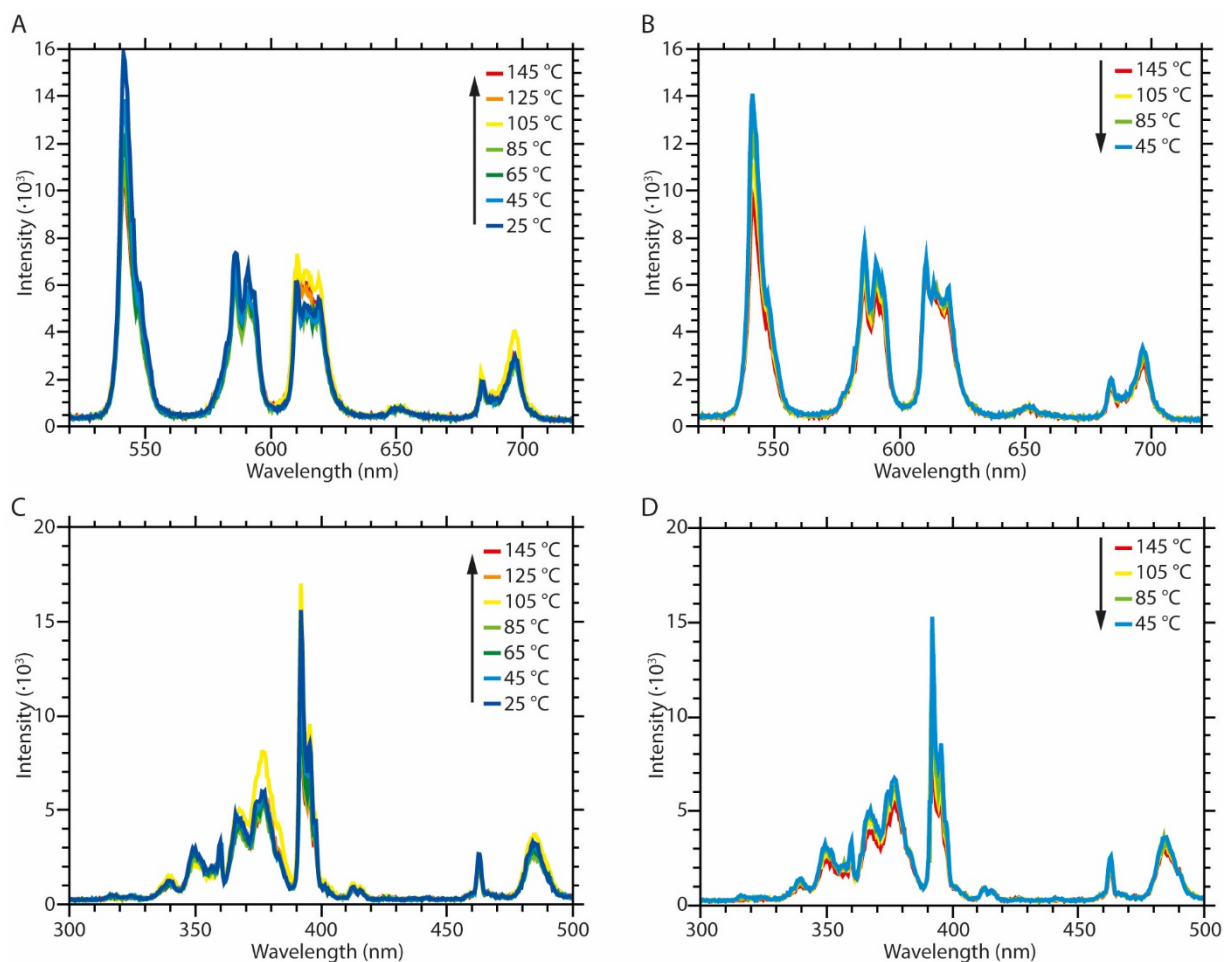 A
16
14
12
10
8
6
4
2
0
Intensity (·10³)
550
600
650
700
Wavelength (nm)
145 °C
125 °C
105 °C
85 °C
65 °C
45 °C
25 °C
B
16
14
12
10
8
6
4
2
0
Intensity (·10³)
550
600
650
700
Wavelength (nm)
145 °C
105 °C
85 °C
45 °C
C
20
15
10
5
0
Intensity (·10³)
300
350
400
450
500
Wavelength (nm)
145 °C
125 °C
105 °C
85 °C
65 °C
45 °C
25 °C
D
20
15
10
5
0
Intensity (·10³)
300
350
400
450
500
Wavelength (nm)
145 °C
105 °C
85 °C
45 °C